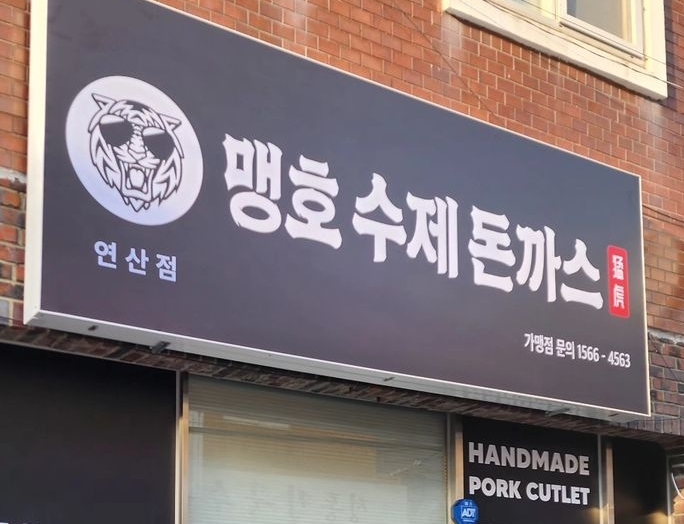 맹호 수제 돈까스
猛虎
연산점
가맹점 문의 1566 - 4563
HANDMADE
PORK CUTLET
ADT